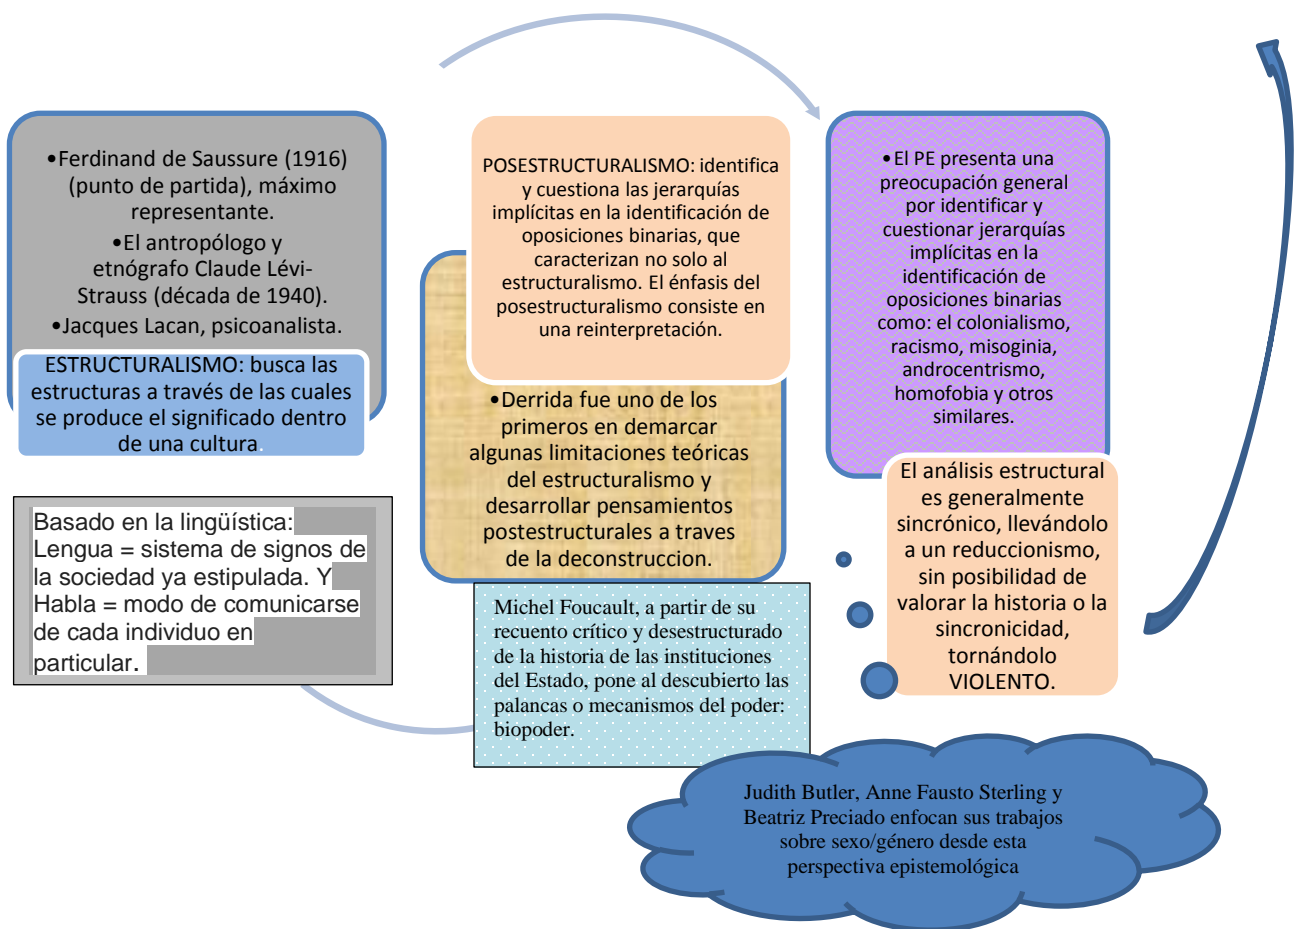 •Ferdinand de Saussure (1916)
(punto de partida), máximo
representante.
•El antropólogo y
etnógrafo Claude Lévi-
Strauss (década de 1940).
•Jacques Lacan, psicoanalista.
ESTRUCTURALISMO: busca las
estructuras a través de las cuales
se produce el significado dentro
de una cultura.
Basado en la lingüística:
Lengua = sistema de signos de
la sociedad ya estipulada. Y
Habla = modo de comunicarse
de cada individuo en
particular.
POSESTRUCTURALISMO: identifica
y cuestiona las jerarquías
implícitas en la identificación de
oposiciones binarias, que
caracterizan no solo al
estructuralismo. El énfasis del
posestructuralismo consiste en
una reinterpretación.
•Derrida fue uno de los
primeros en demarcar
algunas limitaciones teóricas
del estructuralismo y
desarrollar pensamientos
postestructurales a traves
de la deconstruccion.
Michel Foucault, a partir de su
recuento crítico y desestructurado
de la historia de las instituciones
del Estado, pone al descubierto las
palancas o mecanismos del poder:
biopoder.
•El PE presenta una
preocupación general
por identificar y
cuestionar jerarquías
implícitas en la
identificación de
oposiciones binarias
como: el colonialismo,
racismo, misoginia,
androcentrismo,
homofobia y otros
similares.
El análisis estructural
es generalmente
sincrónico, llevándolo
a un reduccionismo,
sin posibilidad de
valorar la historia o la
sincronicidad,
tornándolo
VIOLENTO.
Judith Butler, Anne Fausto Sterling y
Beatriz Preciado enfocan sus trabajos
sobre sexo/género desde esta
perspectiva epistemológica